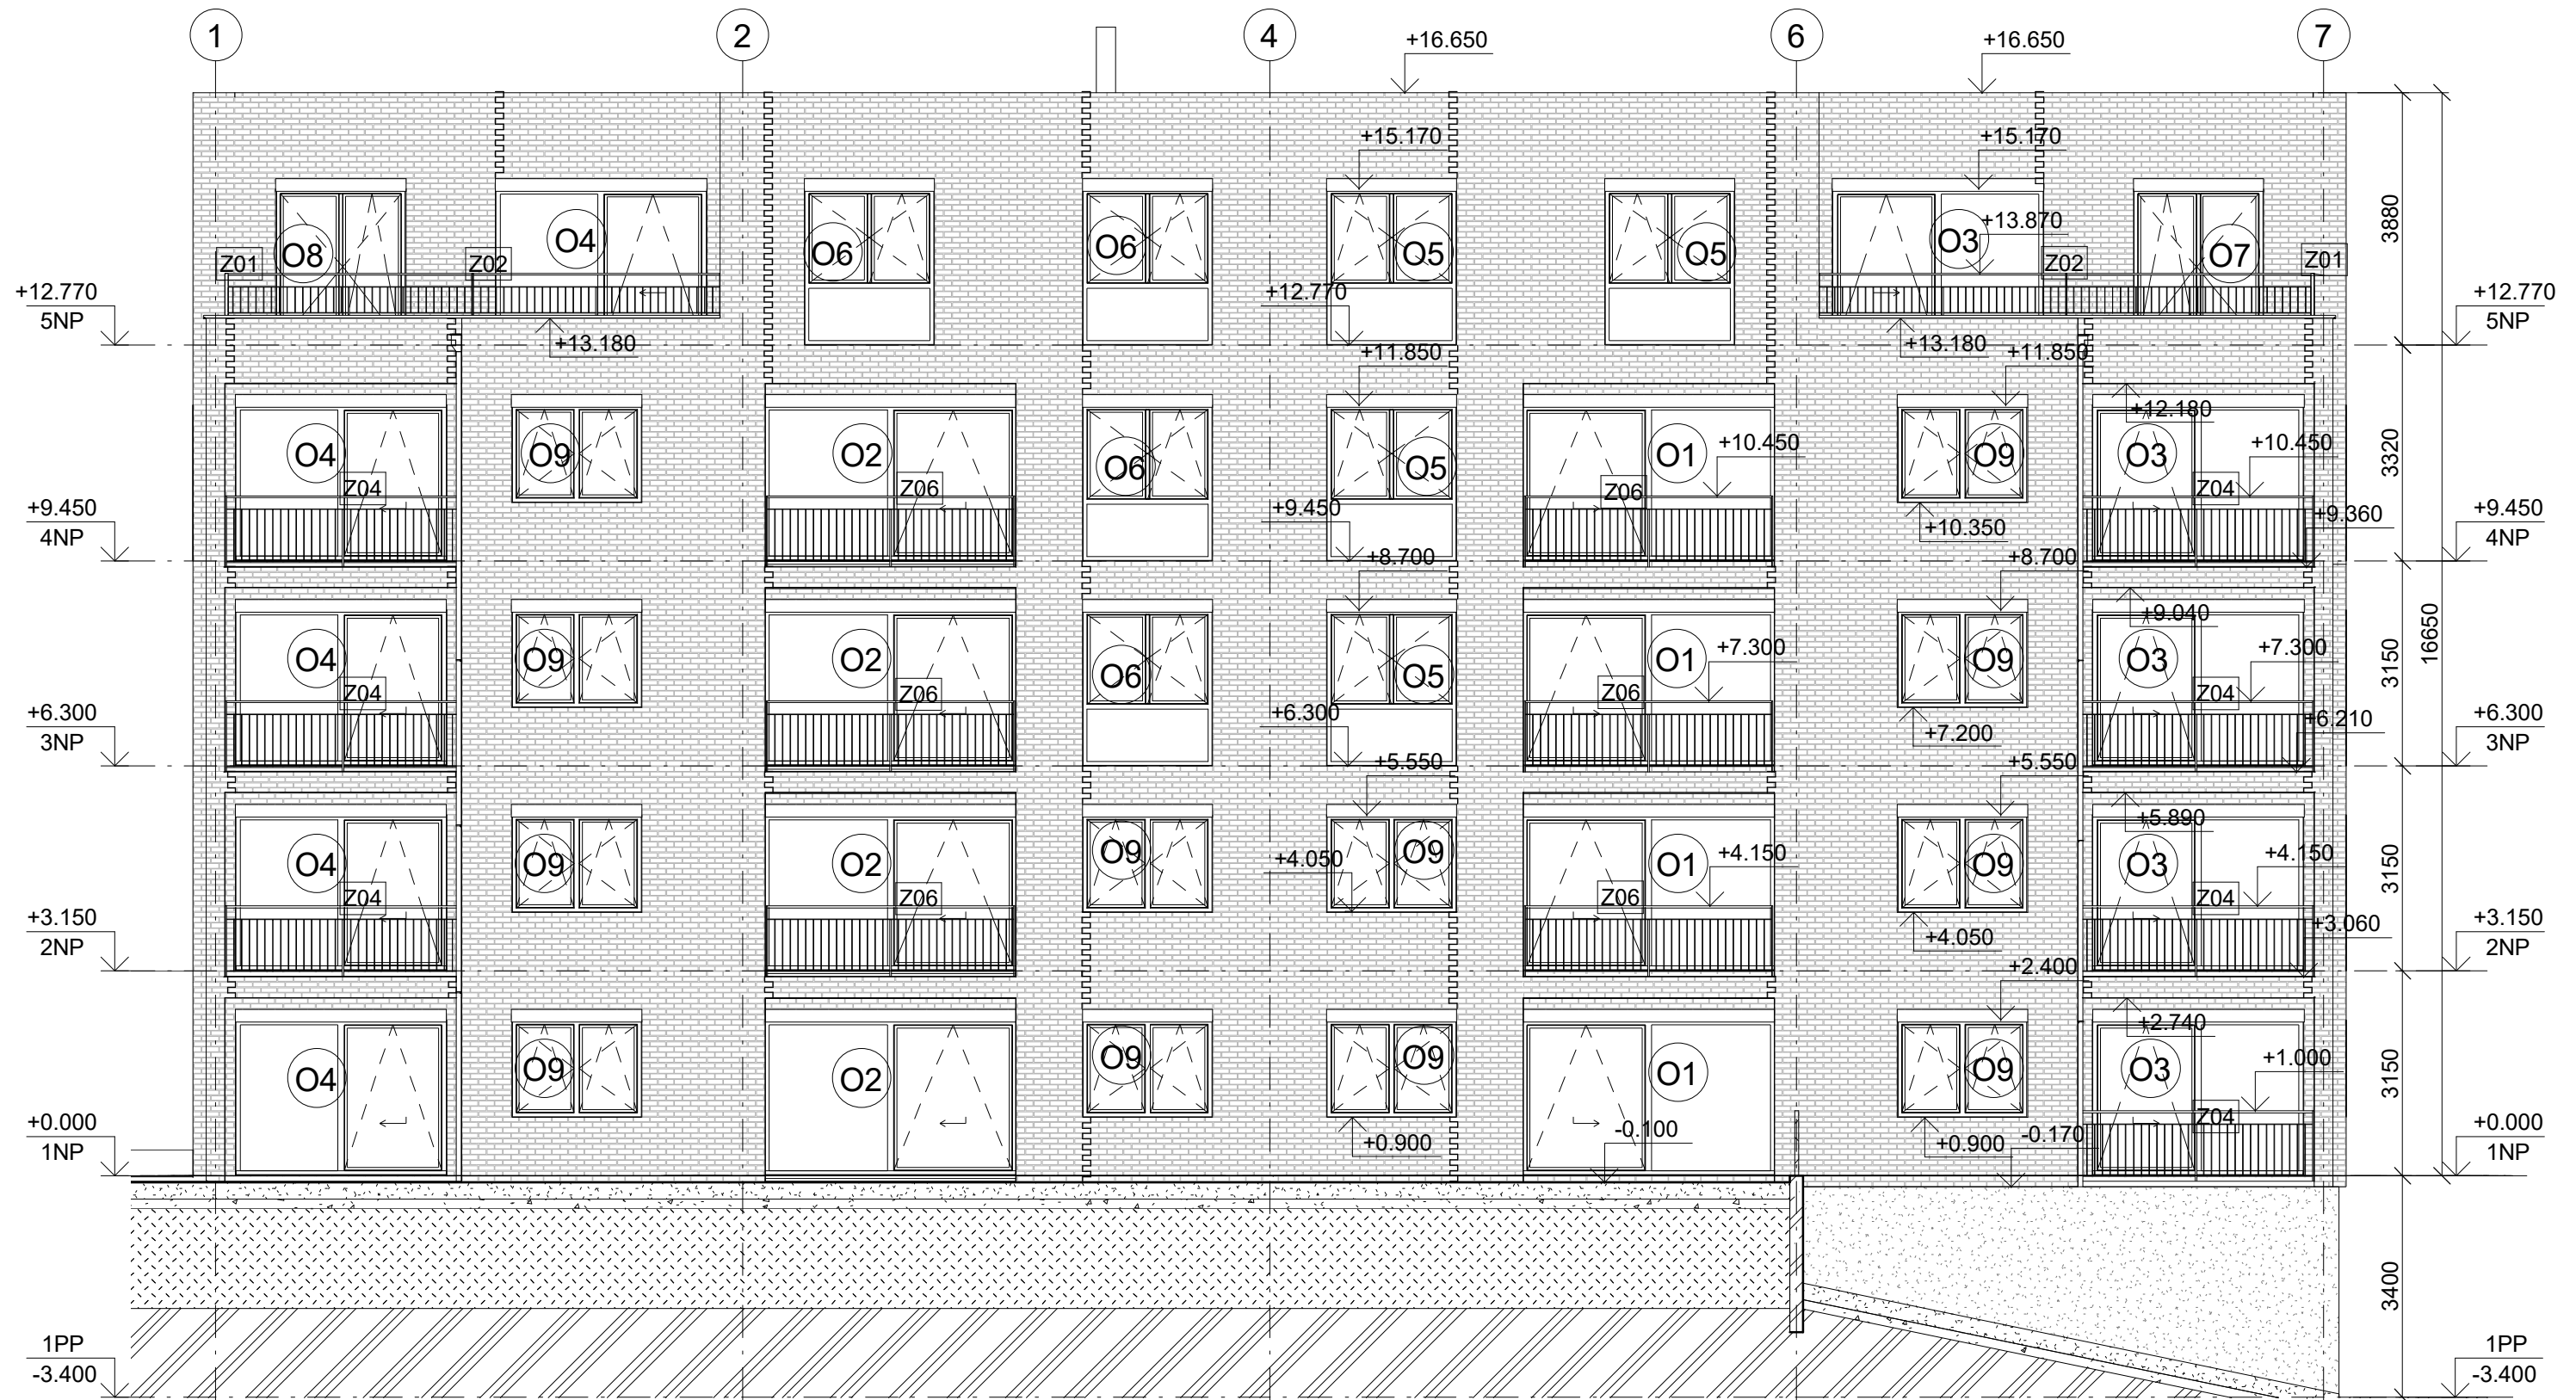 1 2 4 6 7
+16.650 +16.650
+15.170 +15.170
O8 O4 O6 O6 O5 O5 O3 +13.870 O7
3880
Z01 Z02 Z02 Z01
+12.770 +12.770 +12.770
5NP 5NP
+13.180 +13.180
+11.850 +11.850
+12.180
O4 O9 O2 O6 O5 O1 +10.450 O9 O3 +10.450
3320
Z04 Z06 Z06 Z04
+9.450 +9.450 +9.360 +9.450
4NP +10.350 4NP
+8.700 +8.700
+9.040
16650
O4 O9 O2 O6 O5 O1 +7.300 O9 O3 +7.300
3150
Z04 Z06 Z06 Z04
+6.300 +6.300 +6.210 +6.300
3NP +7.200 3NP
+5.550 +5.550
+5.890
O4 O9 O2 O9 O9 O1 +4.150 O9 O3 +4.150
+4.050
3150
Z04 Z06 Z06 Z04
+3.150 +3.060 +3.150
2NP +4.050 2NP
+2.400
+2.740
O4 O9 O2 O9 O9 O1 O9 O3 +1.000
3150
Z04
+0.000 -0.100 -0.170 +0.000
1NP +0.900 +0.900 1NP
3400
1PP 1PP
-3.400 -3.400